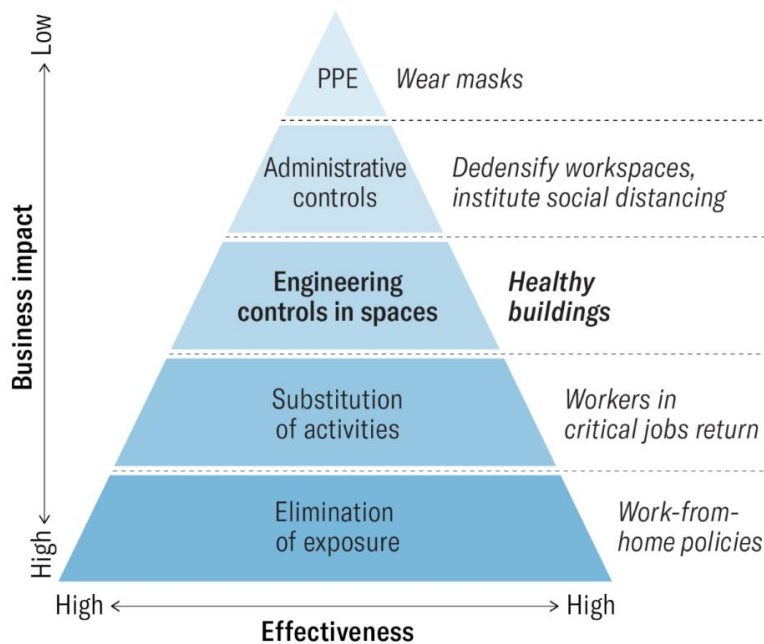 Low
PPE
Wear masks
Administrative
controls
Dedensify workspaces,
institute social distancing
Business impact
Engineering
controls in spaces
Healthy
buildings
Substitution
of activities
Workers in
critical jobs return
Elimination
of exposure
Work-from-
home policies
High
High
High
Effectiveness